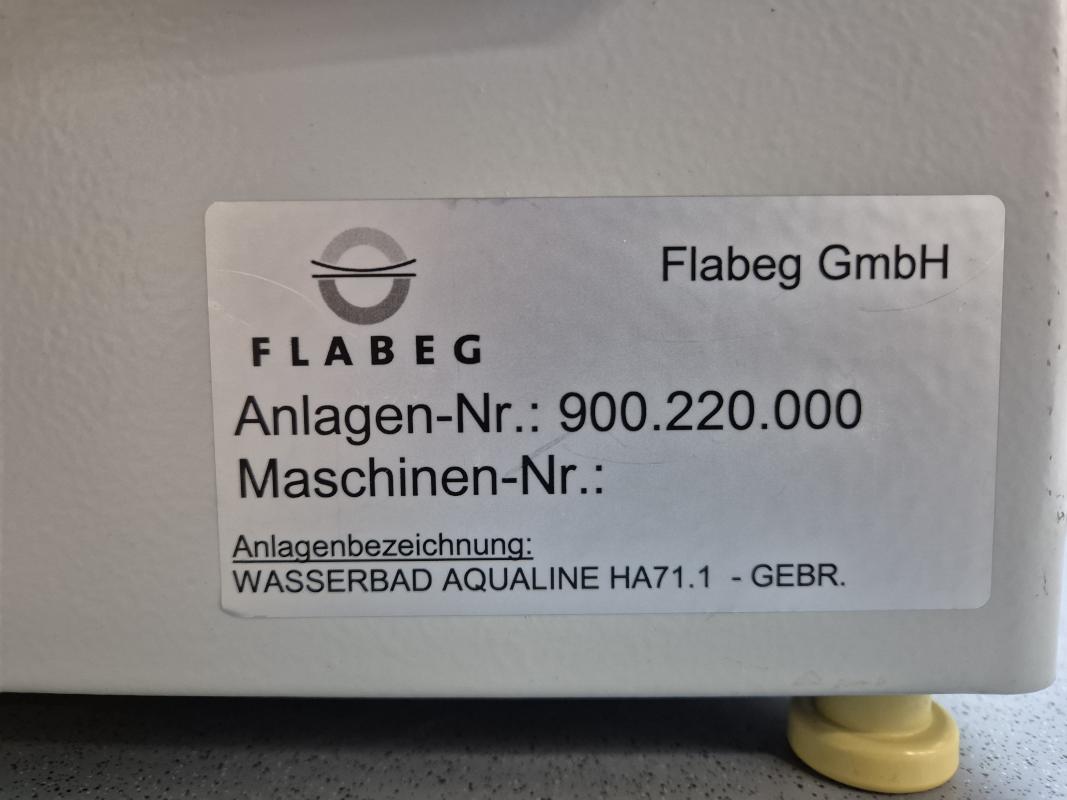 Flabeg GmbH
FLABEG
Anlagen-Nr.: 900.220.000
Maschinen-Nr.:
Anlagenbezeichnung:
WASSERBAD AQUALINE HA71.1 - GEBR.